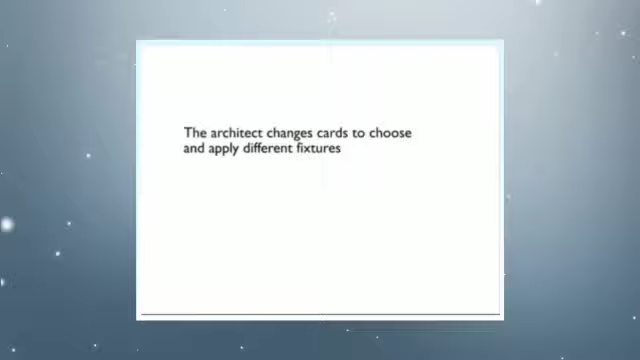 The architect changes cards to choose
and apply different fixtures